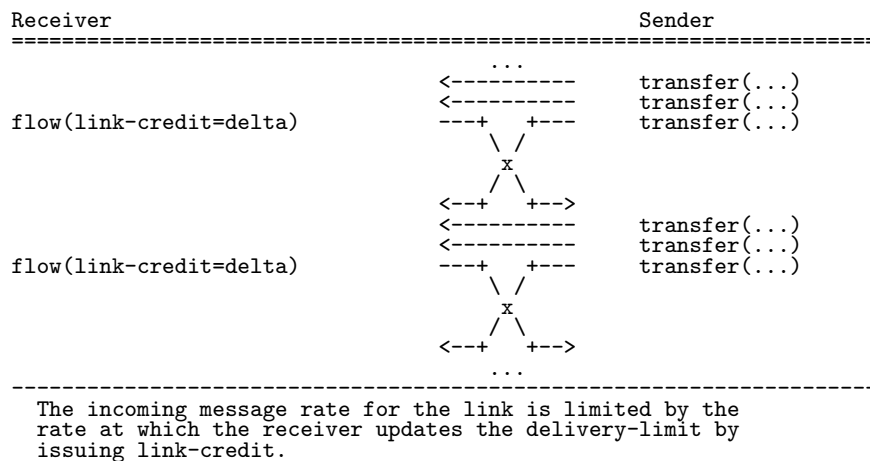 Receiver                                           Sender
=====================================================================
                                       ...
                                   <-----------     transfer(...)
                                   <-----------     transfer(...)
flow(link-credit=delta)            ---+   +---     transfer(...)
                                       \ /
                                        x
                                       / \
                                   <--+   +-->
                                   <-----------     transfer(...)
                                   <-----------     transfer(...)
flow(link-credit=delta)            ---+   +---     transfer(...)
                                       \ /
                                        x
                                       / \
                                   <--+   +-->
                                       ...
---------------------------------------------------------------------
  The incoming message rate for the link is limited by the
  rate at which the receiver updates the delivery-limit by
  issuing link-credit.